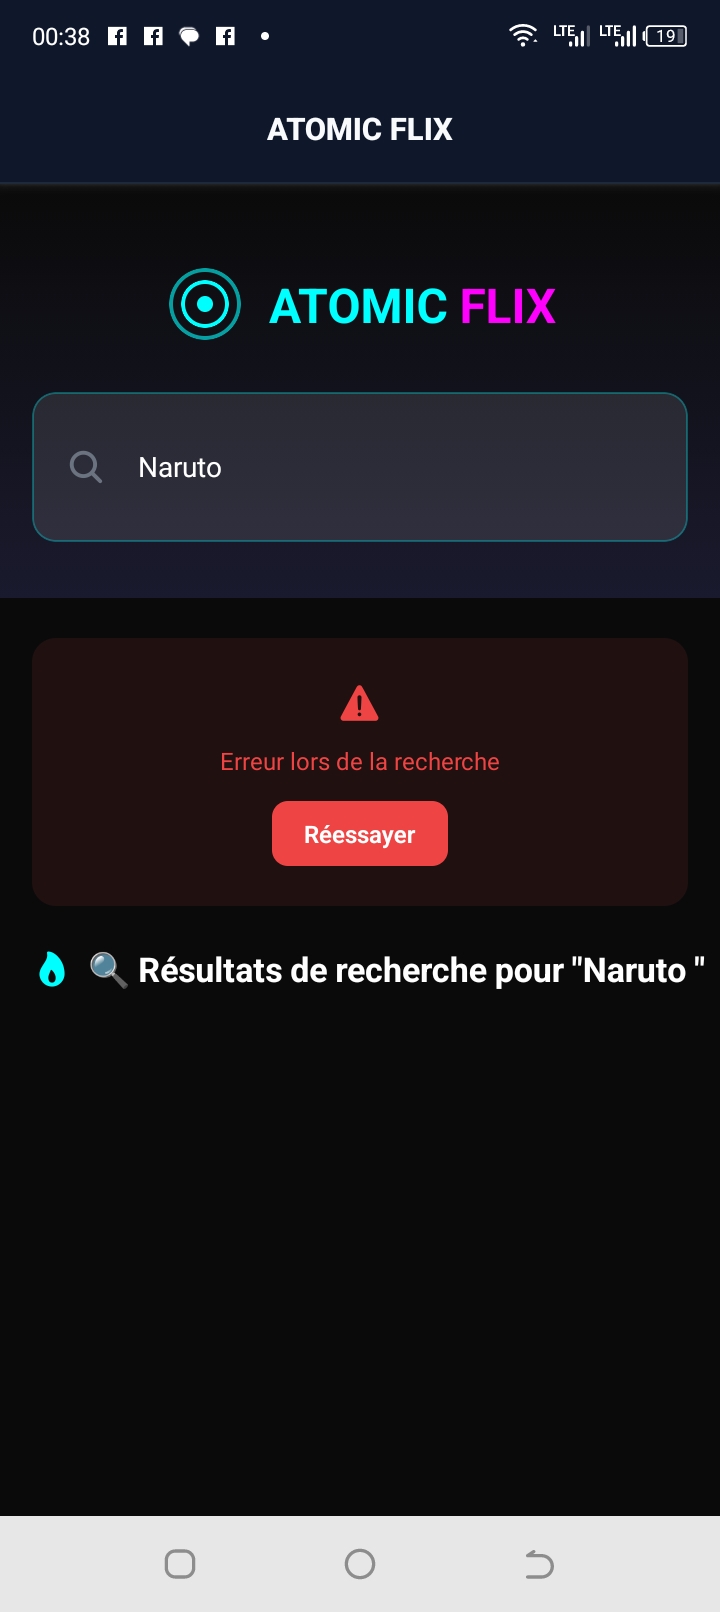 00:38 LTE LTE 19
ATOMIC FLIX
ATOMIC FLIX
Naruto
Erreur lors de la recherche
Réessayer
🔍 Résultats de recherche pour "Naruto "